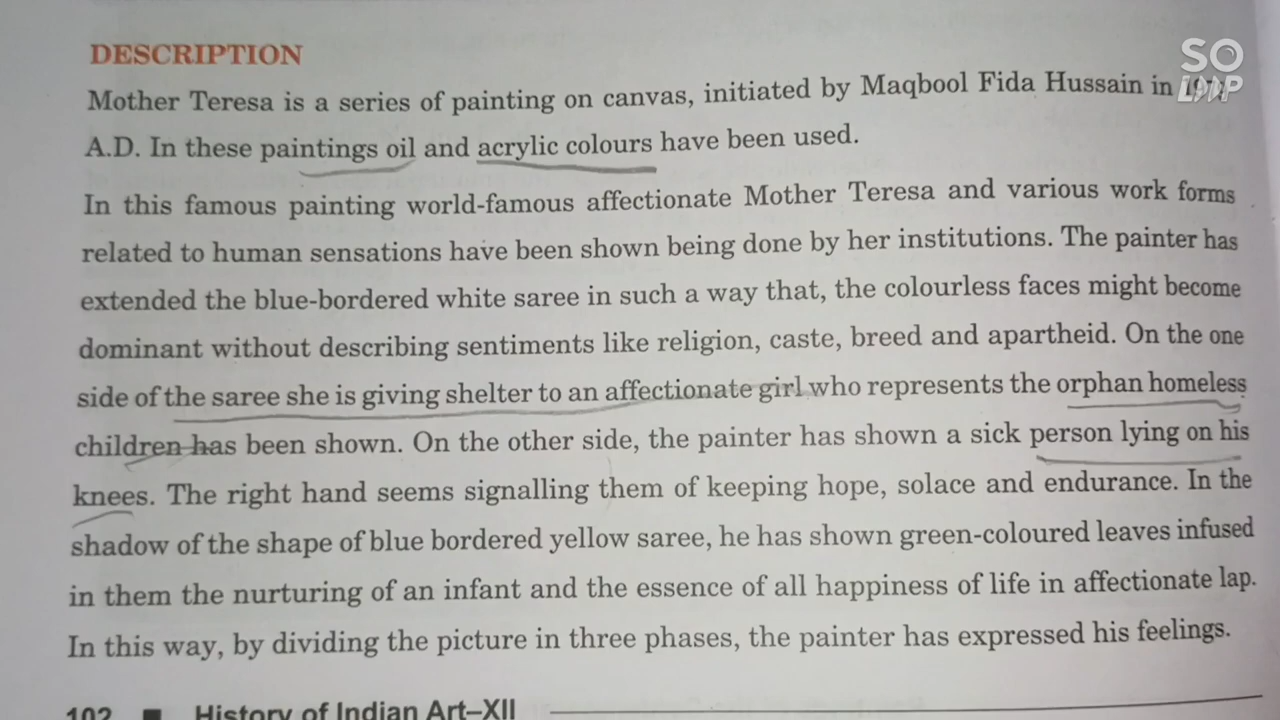 DESCRIPTION
Mother Teresa is a series of painting on canvas, initiated by Maqbool Fida Hussain in
A.D. In these paintings oil and acrylic colours have been used.
In this famous painting world-famous affectionate Mother Teresa and various work forms
related to human sensations have been shown being done by her institutions. The painter has
extended the blue-bordered white saree in such a way that, the colourless faces might become
dominant without describing sentiments like religion, caste, breed and apartheid. On the one
side of the saree she is giving shelter to an affectionate girl who represents the orphan homeless
children has been shown. On the other side, the painter has shown a sick person lying on his
knees. The right hand seems signalling them of keeping hope, solace and endurance. In the
shadow of the shape of blue bordered yellow saree, he has shown green-coloured leaves infused
in them the nurturing of an infant and the essence of all happiness of life in affectionate lap.
In this way, by dividing the picture in three phases, the painter has expressed his feelings.
102 ■ History of Indian Art–XII
SO